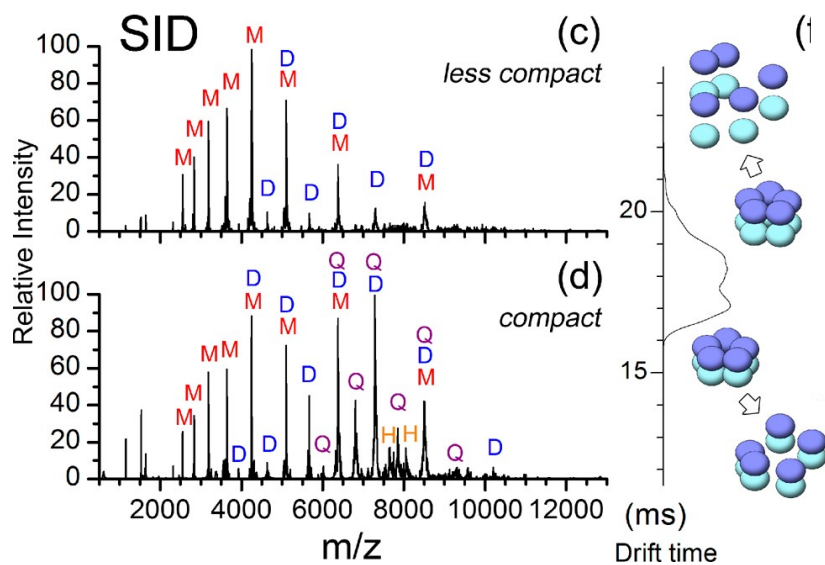 SID
(c)
less compact
M M M M M D M D D D M D D M
100
80
60
40
20
0
(d)
compact
M M M M D D M D D M D Q Q D M Q Q D H Q H Q D M Q D
100
80
60
40
20
0
Relative Intensity
2000 4000 6000 8000 10000 12000
m/z
(f
20
15
(ms)
Drift time